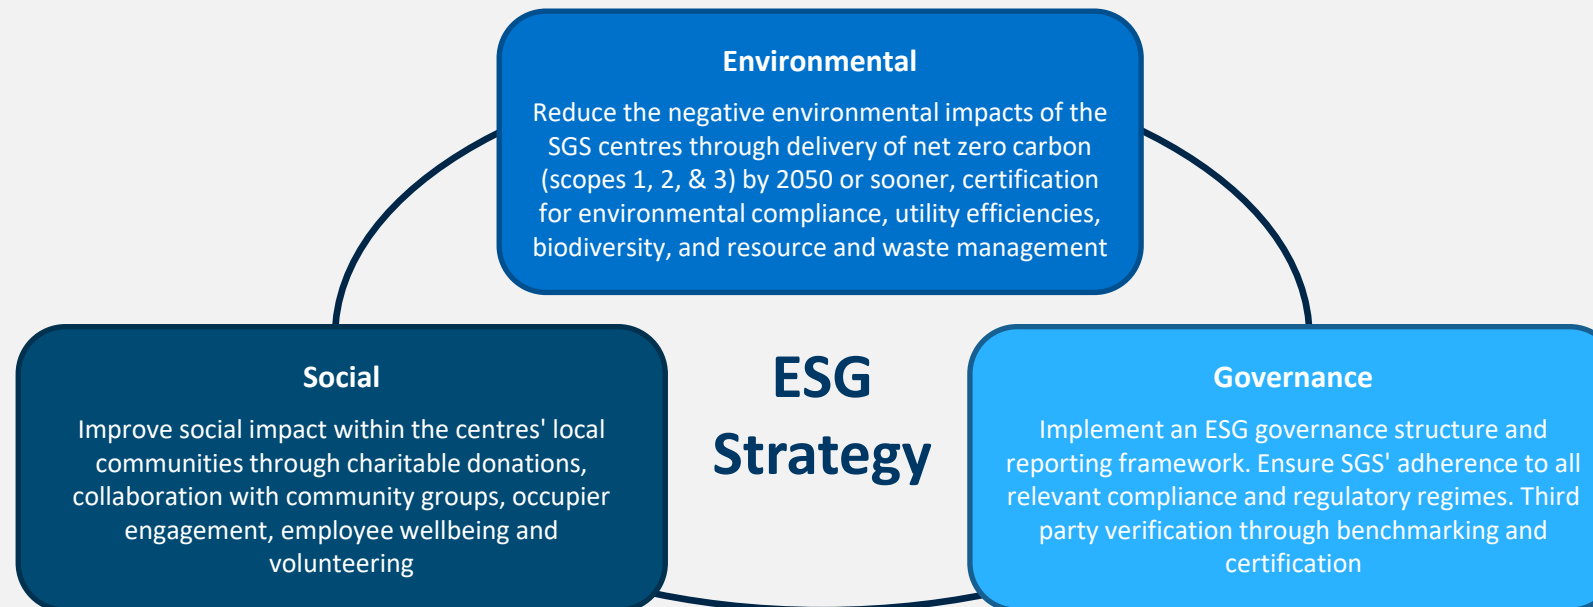 Environmental
Reduce the negative environmental impacts of the
SGS centres through delivery of net zero carbon
(scopes 1, 2, & 3) by 2050 or sooner, certification
for environmental compliance, utility efficiencies,
biodiversity, and resource and waste management
ESG
Strategy
Social
Improve social impact within the centres' local
communities through charitable donations,
collaboration with community groups, occupier
engagement, employee wellbeing and
volunteering
Governance
Implement an ESG governance structure and
reporting framework. Ensure SGS' adherence to all
relevant compliance and regulatory regimes. Third
party verification through benchmarking and
certification